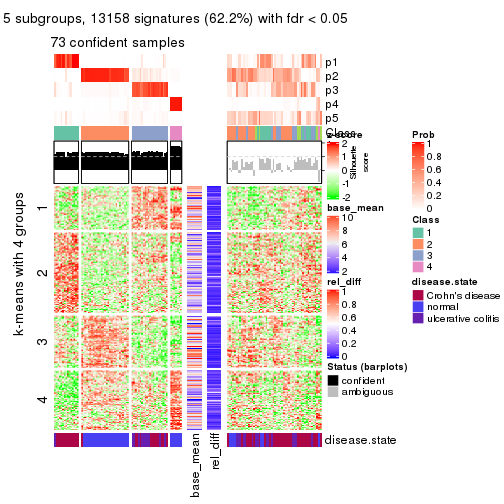 5 subgroups, 13158 signatures (62.2%) with fdr < 0.05
73 confident samples
p1
p2
p3
p4
p5
Class
Silhouette
score
k-means with 4 groups
1
2
3
4
base_mean
rel_diff
disease.state
z-score
2
1
0
-1
-2
base_mean
10
8
6
4
2
rel_diff
1
0.8
0.6
0.4
0.2
0
Status (barplots)
confident
ambiguous
Prob
1
0.8
0.6
0.4
0.2
0
Class
1
2
3
4
disease.state
Crohn's disease
normal
ulcerative colitis